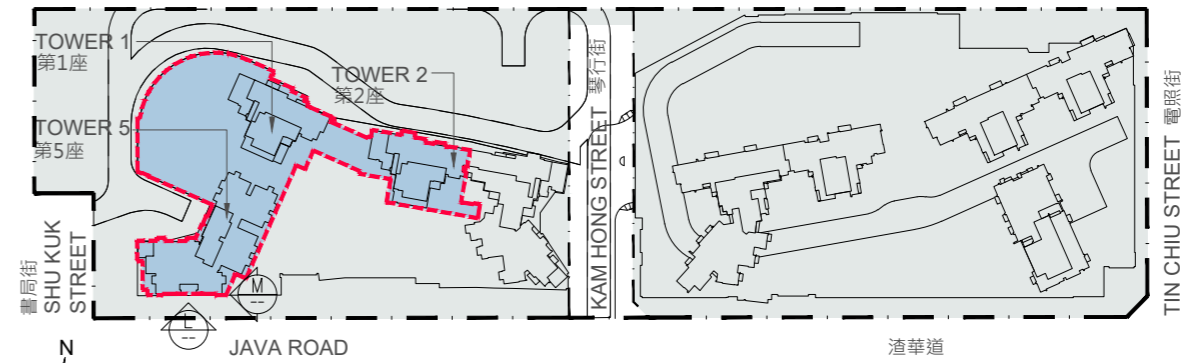 TOWER 1
第1座
TOWER 2
第2座
TOWER 5
第5座
書局街
SHU KUK
STREET
KAM HONG STREET 琴行街
TIN CHIU STREET 電照街
M
--
L
--
N
JAVA ROAD
渣華道